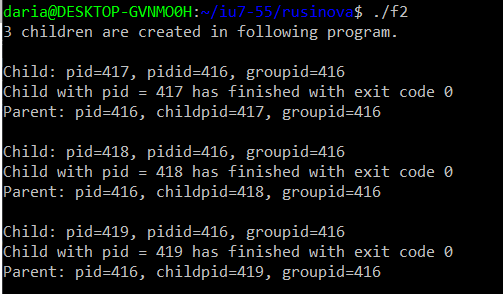 daria@DESKTOP-GVNMO0H:~/iu7-55/rusinova$ ./f2
3 children are created in following program.
Child: pid=417, pidid=416, groupid=416
Child with pid = 417 has finished with exit code 0
Parent: pid=416, childpid=417, groupid=416
Child: pid=418, pidid=416, groupid=416
Child with pid = 418 has finished with exit code 0
Parent: pid=416, childpid=418, groupid=416
Child: pid=419, pidid=416, groupid=416
Child with pid = 419 has finished with exit code 0
Parent: pid=416, childpid=419, groupid=416